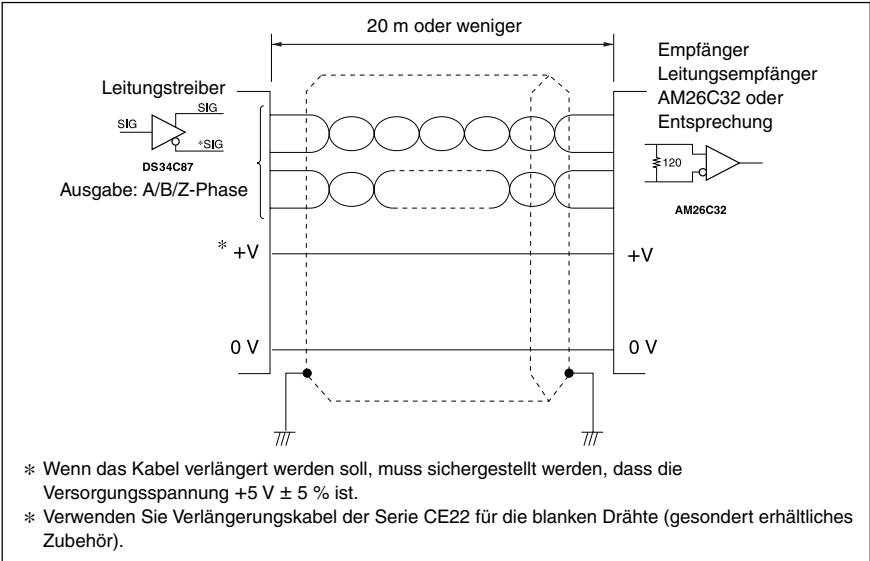 20 m oder weniger
Leitungstreiber
SIG
SIG
*SIG
DS34C87
Ausgabe: A/B/Z-Phase
Empfänger
Leitungsempfänger
AM26C32 oder
Entsprechung
120
AM26C32
* +V
+V
0 V
0 V
* Wenn das Kabel verlängert werden soll, muss sichergestellt werden, dass die
Versorgungsspannung +5 V ± 5 % ist.
* Verwenden Sie Verlängerungskabel der Serie CE22 für die blanken Drähte (gesondert erhältliches
Zubehör).